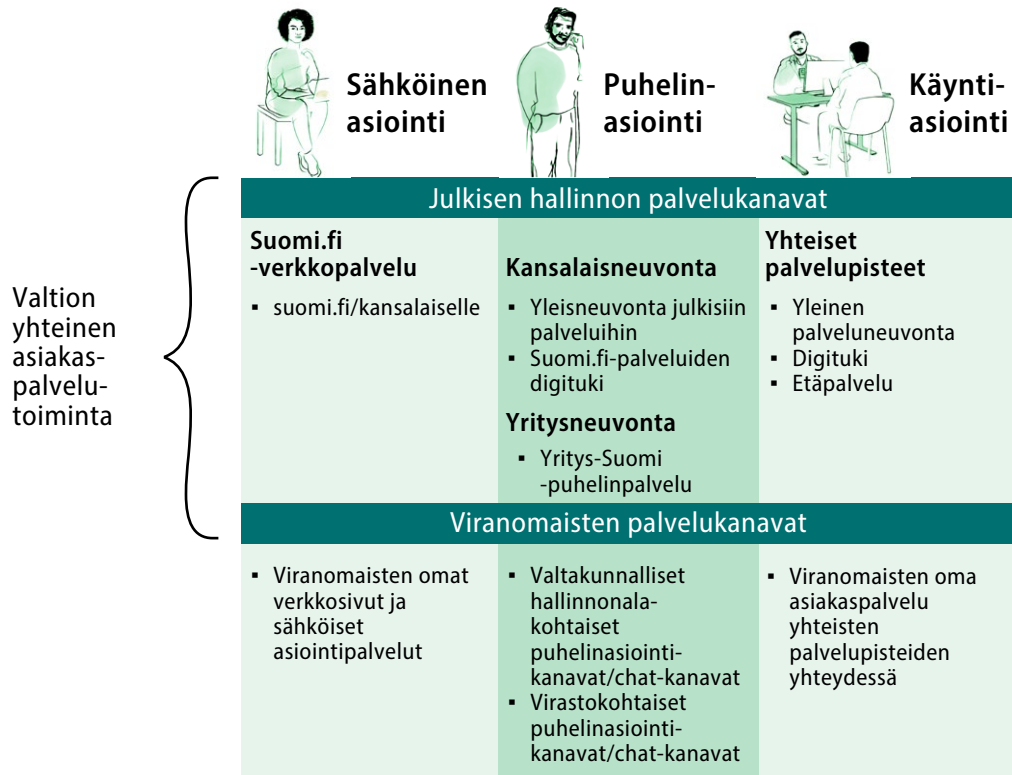 Sähköinen
asiointi
Puhelin-
asiointi
Käynti-
asiointi
Valtion
yhteinen
asiakas-
palvelu-
toiminta
Julkisen hallinnon palvelukanavat
Suomi.fi
-verkkopalvelu
▪ suomi.fi/kansalaiselle
Kansalaisneuvonta
▪ Yleisneuvonta julkisiin
palveluihin
▪ Suomi.fi-palveluiden
digituki
Yritysneuvonta
▪ Yritys-Suomi
-puhelinpalvelu
Yhteiset
palvelupisteet
▪ Yleinen
palveluneuvonta
▪ Digituki
▪ Etäpalvelu
Viranomaisten palvelukanavat
▪ Viranomaisten omat
verkkosivut ja
sähköiset
asiointipalvelut
▪ Valtakunnalliset
hallinnonala-
kohtaiset
puhelinasiointi-
kanavat/chat-kanavat
▪ Virastokohtaiset
puhelinasiointi-
kanavat/chat-kanavat
▪ Viranomaisten oma
asiakaspalvelu
yhteisten
palvelupisteiden
yhteydessä